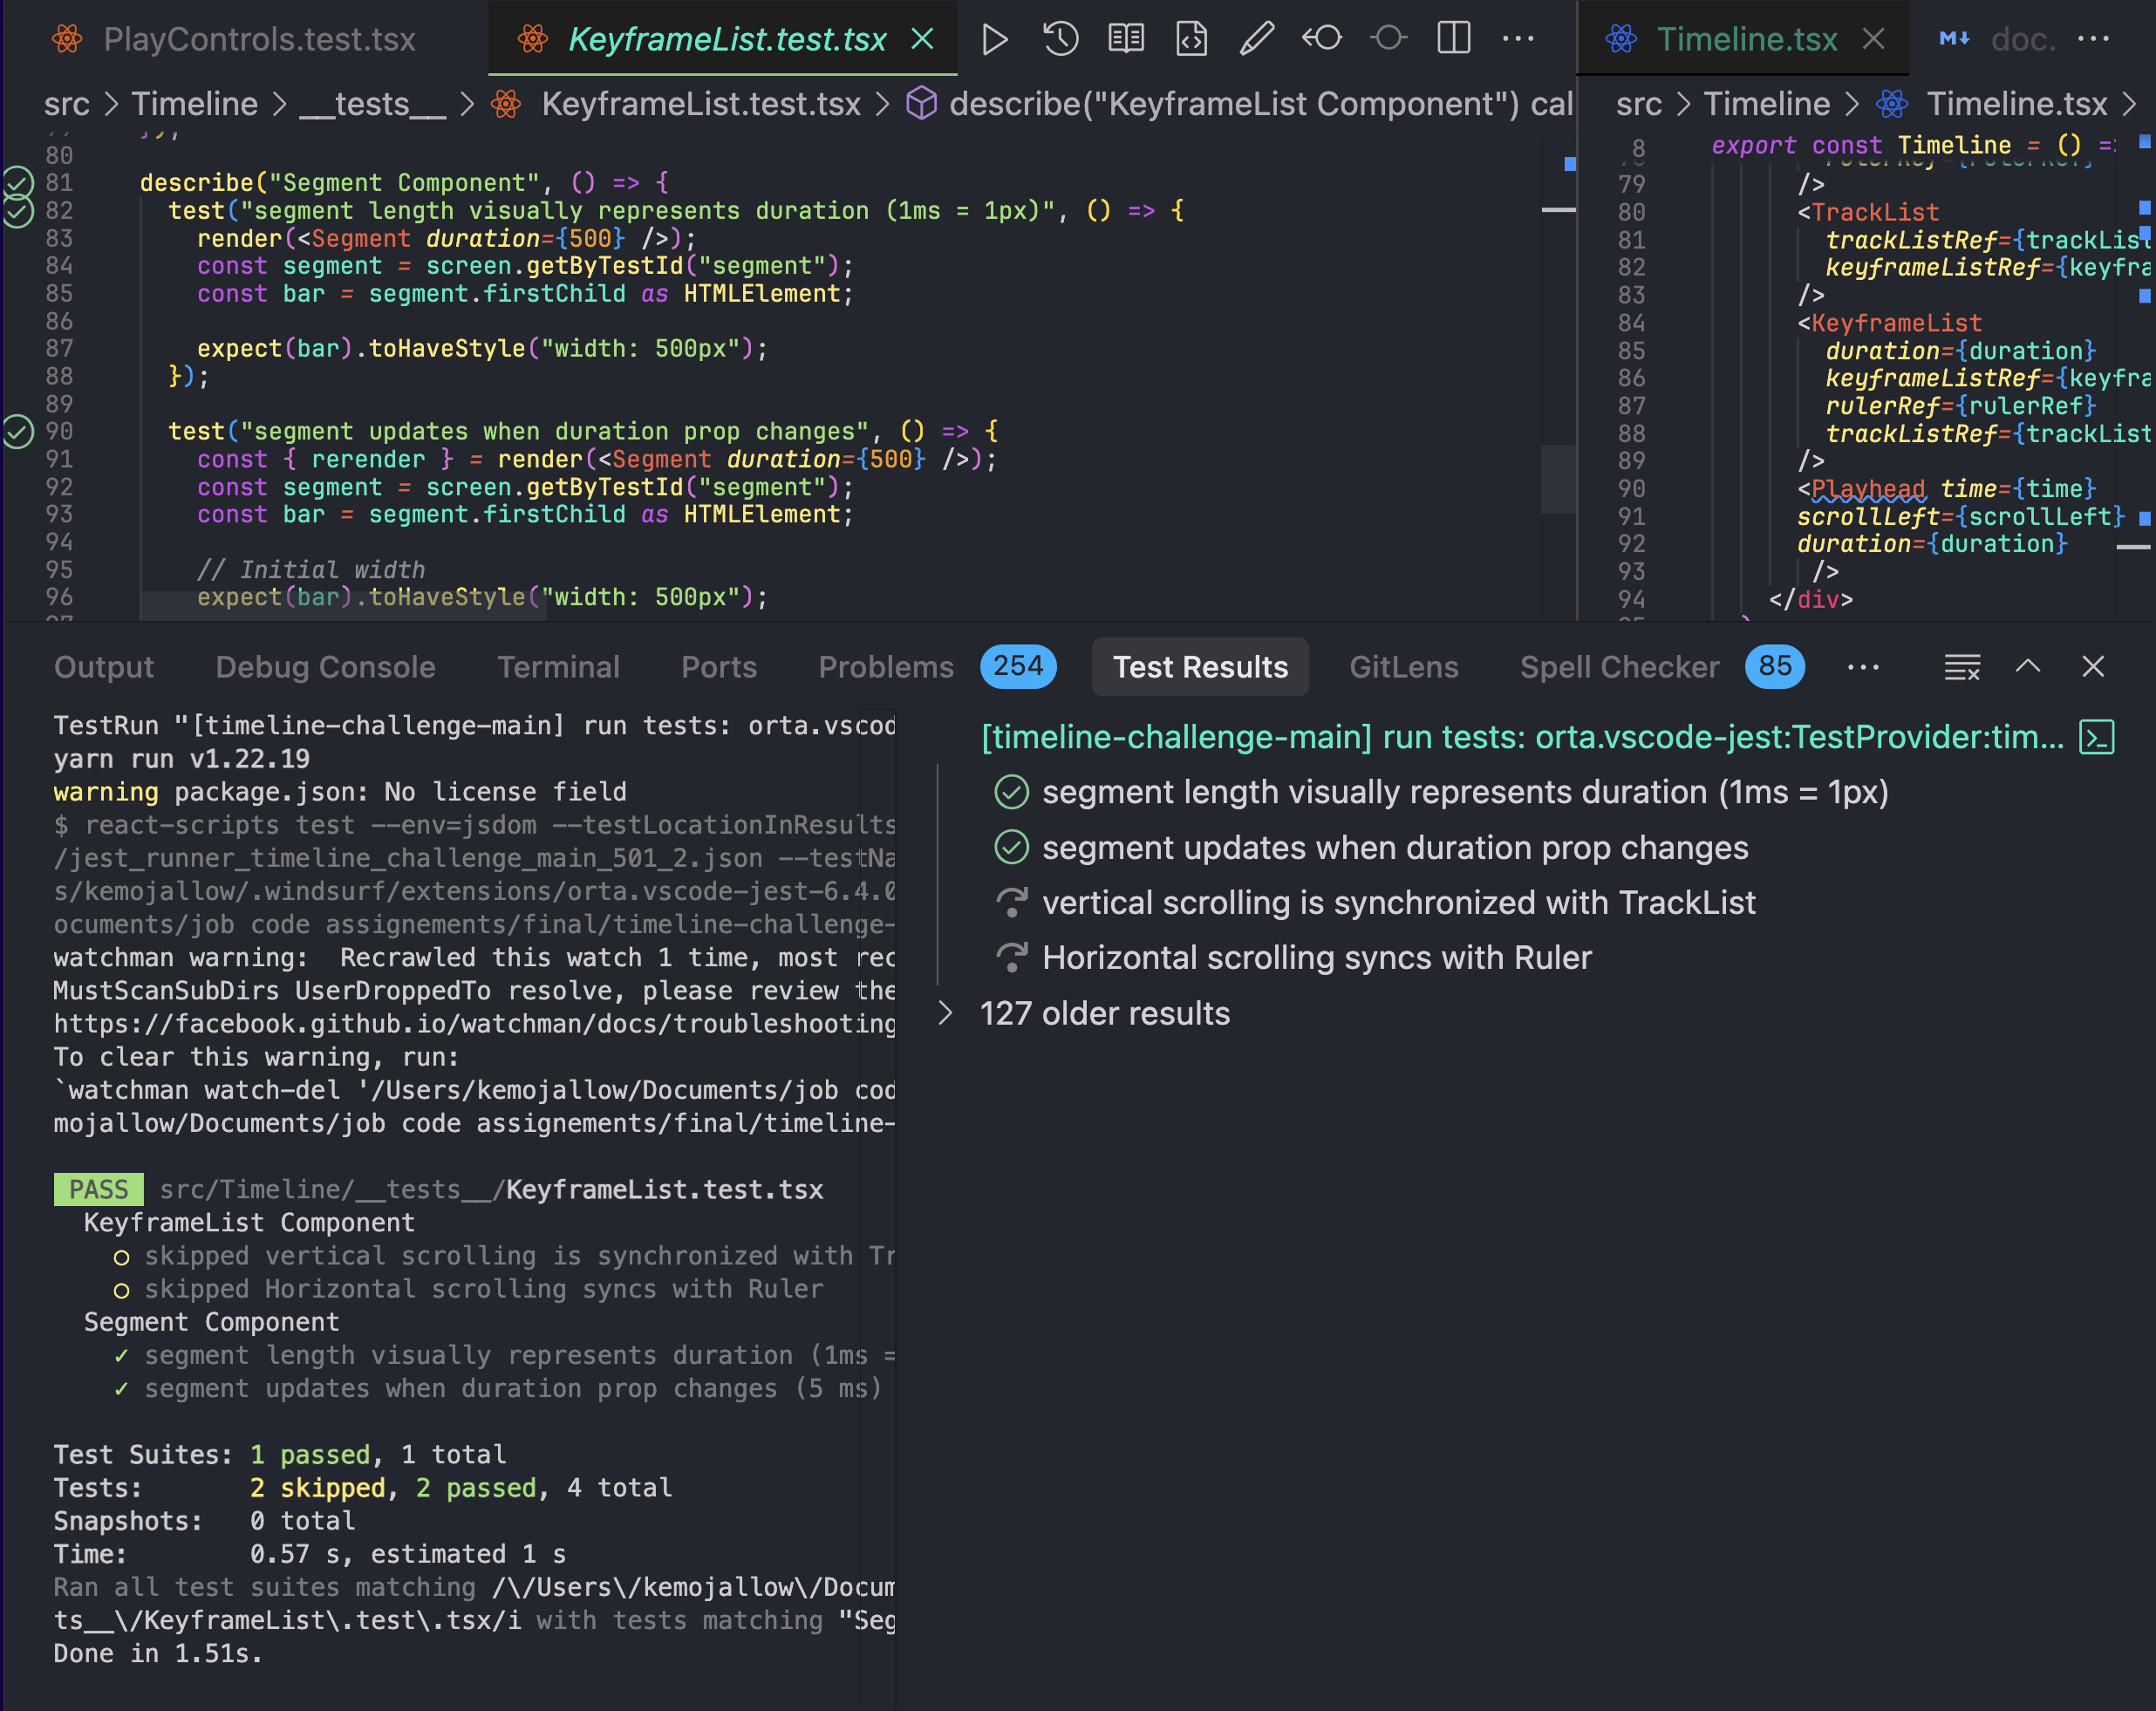 PlayControls.test.tsx
KeyframeList.test.tsx
Timeline.tsx
doc.
src > Timeline > __tests__ > KeyframeList.test.tsx > describe("KeyframeList Component") cal
80
81 describe("Segment Component", () => {
82 test("segment length visually represents duration (1ms = 1px)", () => {
83 render(<Segment duration={500} />);
84 const segment = screen.getByTestId("segment");
85 const bar = segment.firstChild as HTMLElement;
86
87 expect(bar).toHaveStyle("width: 500px");
88 });
89
90 test("segment updates when duration prop changes", () => {
91 const { rerender } = render(<Segment duration={500} />);
92 const segment = screen.getByTestId("segment");
93 const bar = segment.firstChild as HTMLElement;
94
95 // Initial width
96 expect(bar).toHaveStyle("width: 500px");
src > Timeline > Timeline.tsx >
8 export const Timeline = () =
79 />
80 <TrackList
81 trackListRef={trackList
82 keyframeListRef={keyfra
83 />
84 <KeyframeList
85 duration={duration}
86 keyframeListRef={keyfra
87 rulerRef={rulerRef}
88 trackListRef={trackList
89 />
90 <Playhead time={time}
91 scrollLeft={scrollLeft}
92 duration={duration}
93 />
94 </div>
Output Debug Console Terminal Ports Problems 254 Test Results GitLens Spell Checker 85
TestRun "[timeline-challenge-main] run tests: orta.vscod
yarn run v1.22.19
warning package.json: No license field
$ react-scripts test --env=jsdom --testLocationInResults
/jest_runner_timeline_challenge_main_501_2.json --testNa
s/kemojallow/.windsurf/extensions/orta.vscode-jest-6.4.0
ocuments/job code assignements/final/timeline-challenge-
watchman warning:  Recrawled this watch 1 time, most rec
MustScanSubDirs UserDroppedTo resolve, please review the
https://facebook.github.io/watchman/docs/troubleshooting
To clear this warning, run:
`watchman watch-del '/Users/kemojallow/Documents/job cod
mojallow/Documents/job code assignements/final/timeline-
PASS src/Timeline/__tests__/KeyframeList.test.tsx
KeyframeList Component
○ skipped vertical scrolling is synchronized with Tr
○ skipped Horizontal scrolling syncs with Ruler
Segment Component
✓ segment length visually represents duration (1ms =
✓ segment updates when duration prop changes (5 ms)
Test Suites: 1 passed, 1 total
Tests: 2 skipped, 2 passed, 4 total
Snapshots: 0 total
Time: 0.57 s, estimated 1 s
Ran all test suites matching /\/Users\/kemojallow\/Docum
ts__\/KeyframeList\.test\.tsx/i with tests matching "Seg
Done in 1.51s.
[timeline-challenge-main] run tests: orta.vscode-jest:TestProvider:tim...
segment length visually represents duration (1ms = 1px)
segment updates when duration prop changes
vertical scrolling is synchronized with TrackList
Horizontal scrolling syncs with Ruler
127 older results